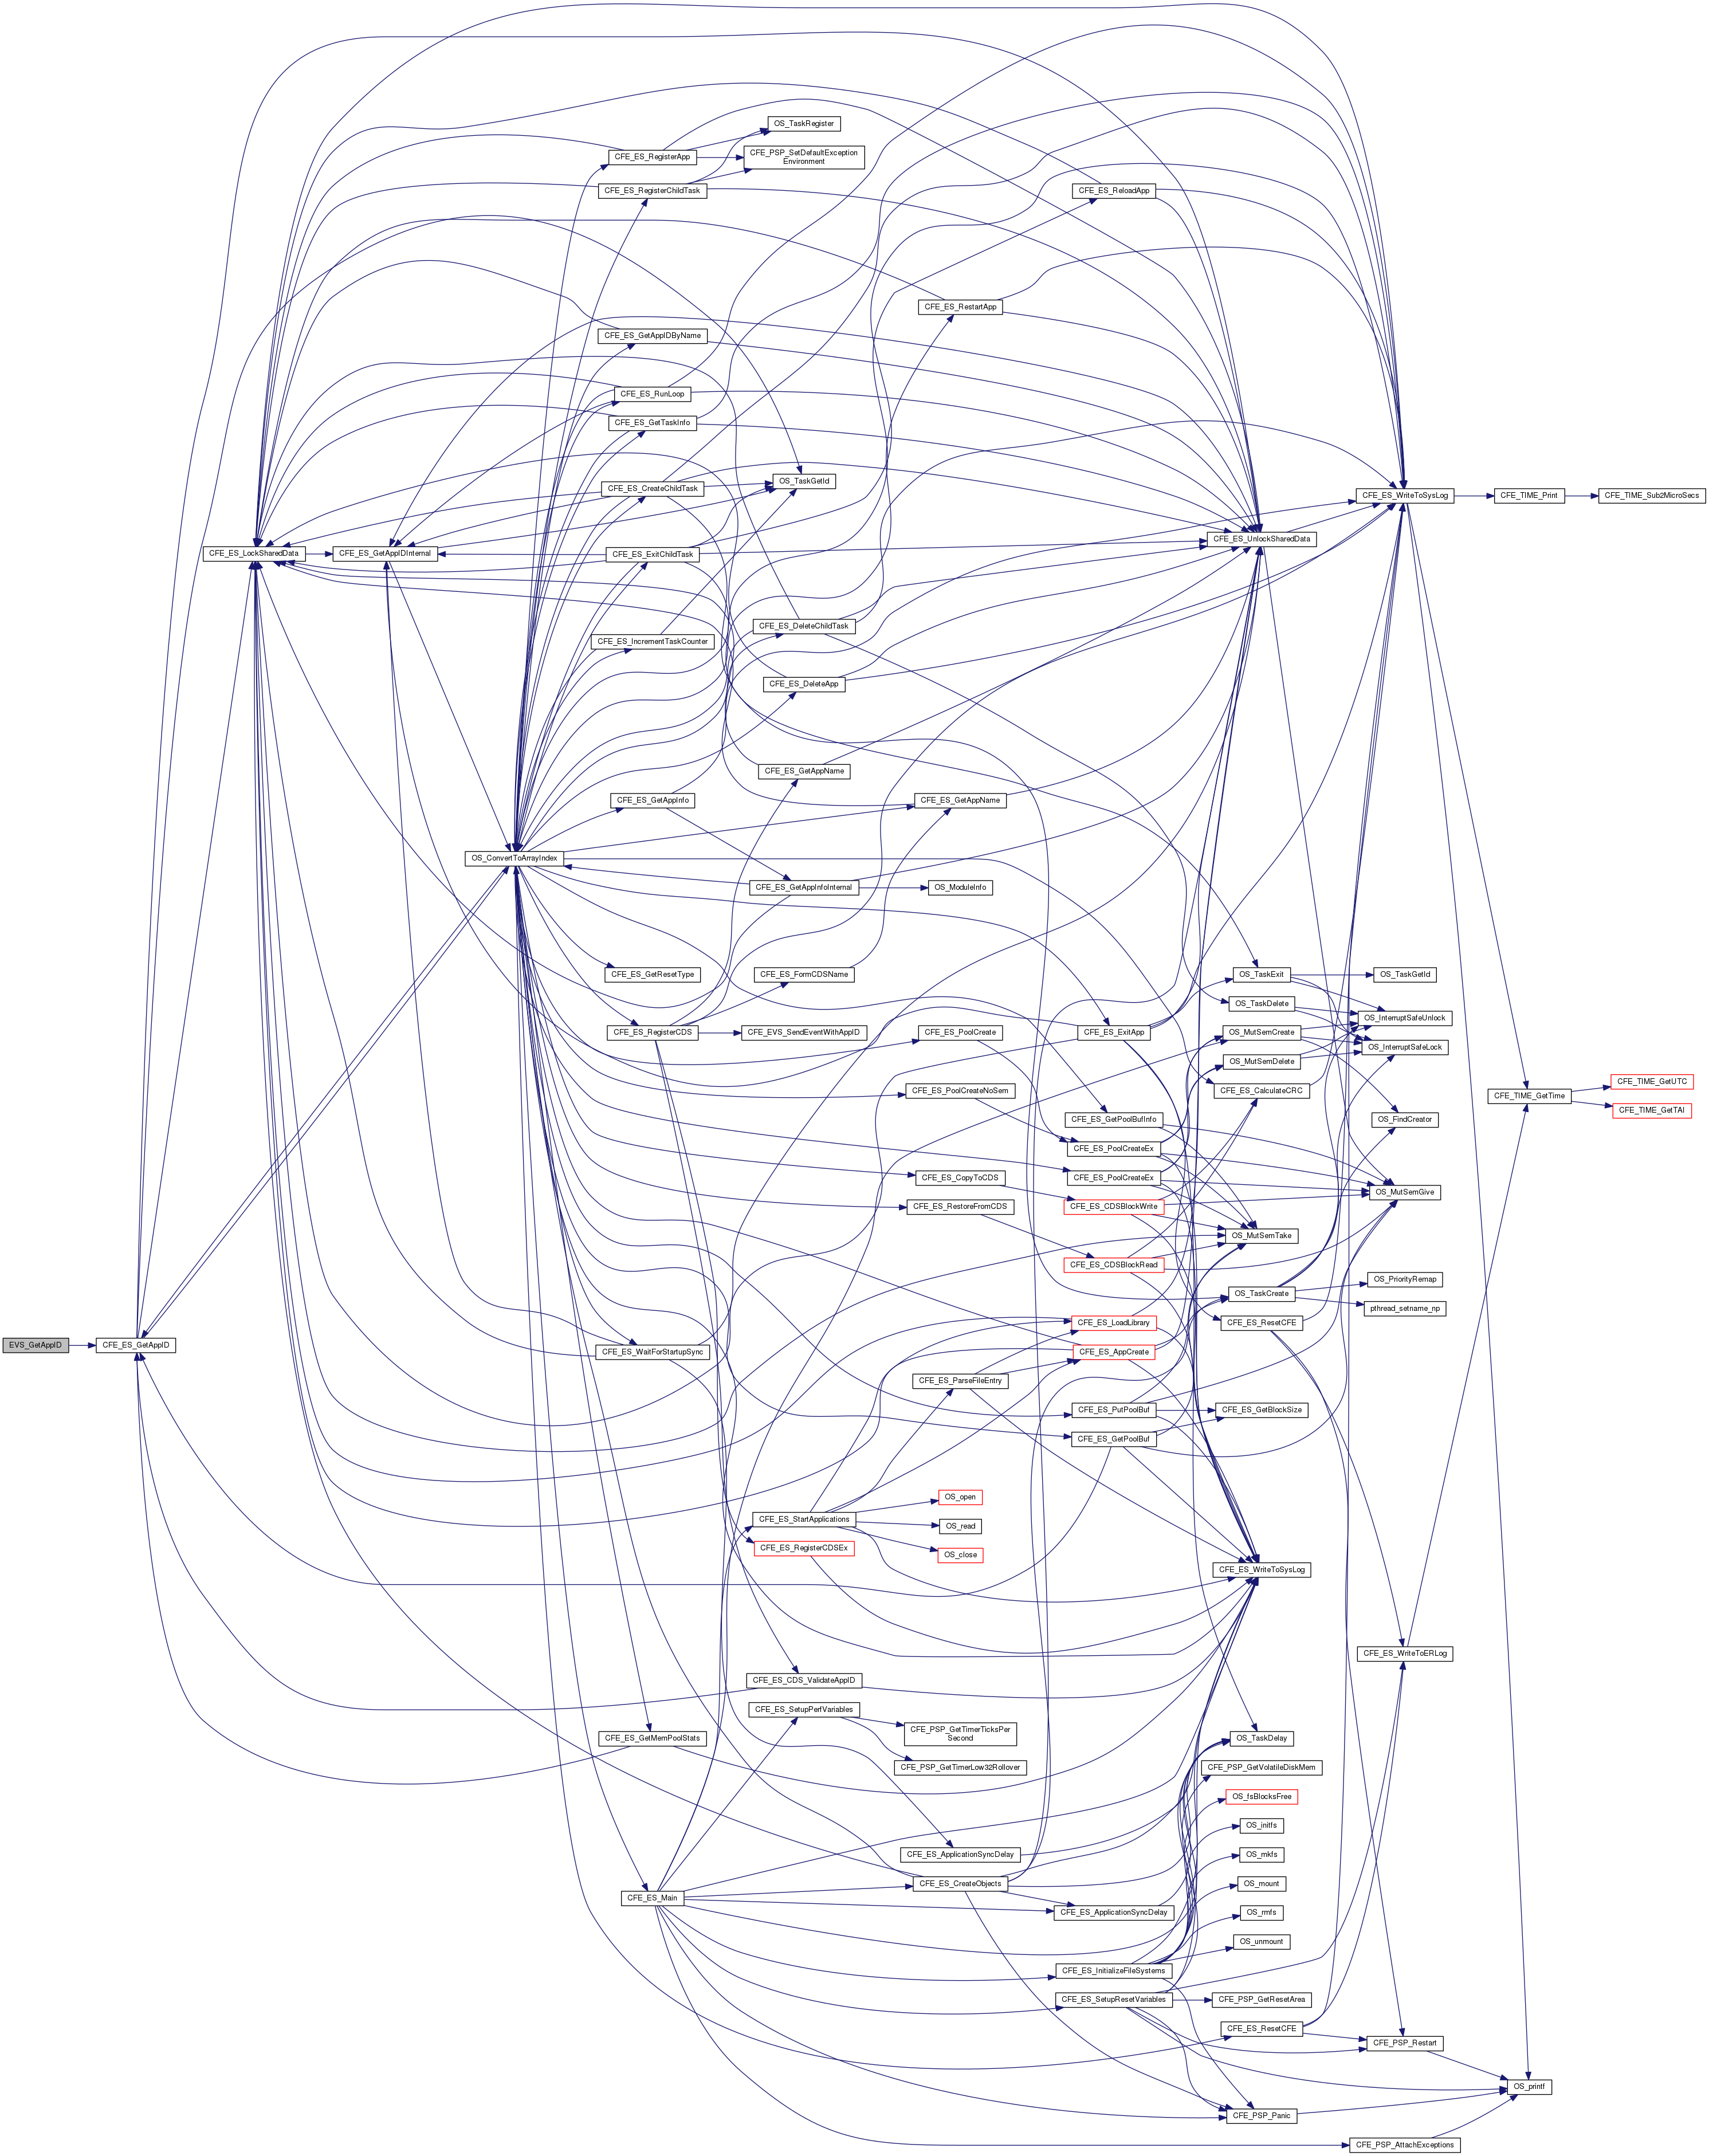 EVS_GetAppID
CFE_ES_GetAppID
CFE_ES_LockSharedData
CFE_ES_GetAppIDInternal
OS_ConvertToArrayIndex
CFE_ES_RegisterApp
CFE_ES_RegisterChildTask
CFE_ES_GetAppIDByName
CFE_ES_RunLoop
CFE_ES_GetTaskInfo
CFE_ES_CreateChildTask
CFE_ES_ExitChildTask
CFE_ES_IncrementTaskCounter
CFE_ES_GetAppInfo
CFE_ES_GetResetType
CFE_ES_RegisterCDS
CFE_ES_WaitForStartupSync
CFE_ES_GetMemPoolStats
CFE_ES_Main
OS_TaskRegister
CFE_PSP_SetDefaultException
Environment
OS_TaskGetId
CFE_ES_DeleteChildTask
CFE_ES_DeleteApp
CFE_ES_GetAppName
CFE_ES_GetAppInfoInternal
CFE_ES_FormCDSName
CFE_EVS_SendEventWithAppID
CFE_ES_StartApplications
CFE_ES_RegisterCDSEx
CFE_ES_CDS_ValidateAppID
CFE_ES_SetupPerfVariables
CFE_ES_RestartApp
CFE_ES_GetAppName
OS_ModuleInfo
CFE_ES_PoolCreate
CFE_ES_PoolCreateNoSem
CFE_ES_CopyToCDS
CFE_ES_RestoreFromCDS
CFE_ES_ParseFileEntry
OS_open
OS_read
OS_close
CFE_PSP_GetTimerTicksPer
Second
CFE_PSP_GetTimerLow32Rollover
CFE_ES_ApplicationSyncDelay
CFE_ES_CreateObjects
CFE_ES_ReloadApp
CFE_ES_ExitApp
CFE_ES_GetPoolBufInfo
CFE_ES_PoolCreateEx
CFE_ES_PoolCreateEx
CFE_ES_CDSBlockWrite
CFE_ES_CDSBlockRead
CFE_ES_LoadLibrary
CFE_ES_AppCreate
CFE_ES_PutPoolBuf
CFE_ES_GetPoolBuf
CFE_ES_ApplicationSyncDelay
CFE_ES_InitializeFileSystems
CFE_ES_SetupResetVariables
CFE_ES_UnlockSharedData
OS_TaskExit
OS_TaskDelete
OS_MutSemCreate
OS_MutSemDelete
CFE_ES_CalculateCRC
OS_MutSemTake
OS_TaskCreate
CFE_ES_ResetCFE
CFE_ES_GetBlockSize
CFE_ES_WriteToSysLog
OS_TaskDelay
CFE_PSP_GetVolatileDiskMem
OS_fsBlocksFree
OS_initfs
OS_mkfs
OS_mount
OS_rmfs
OS_unmount
CFE_PSP_GetResetArea
CFE_ES_ResetCFE
CFE_PSP_Panic
CFE_ES_WriteToSysLog
OS_TaskGetId
OS_InterruptSafeUnlock
OS_InterruptSafeLock
OS_FindCreator
OS_MutSemGive
OS_PriorityRemap
pthread_setname_np
CFE_ES_WriteToERLog
CFE_PSP_Restart
CFE_PSP_AttachExceptions
CFE_TIME_Print
CFE_TIME_GetTime
OS_printf
CFE_TIME_Sub2MicroSecs
CFE_TIME_GetUTC
CFE_TIME_GetTAI